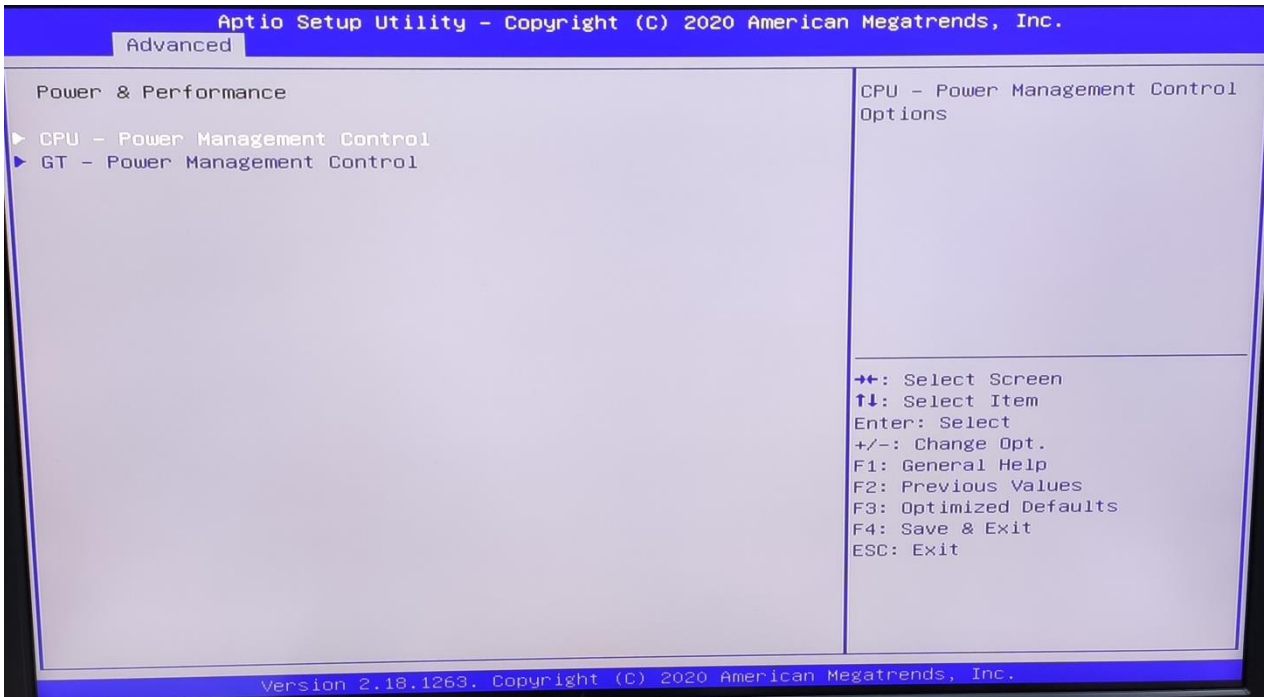 Aptio Setup Utility – Copyright (C) 2020 American Megatrends, Inc.
Advanced
Power & Performance
▶ CPU – Power Management Control
▶ GT – Power Management Control
CPU – Power Management Control
Options
→←: Select Screen
↑↓: Select Item
Enter: Select
+/-: Change Opt.
F1: General Help
F2: Previous Values
F3: Optimized Defaults
F4: Save & Exit
ESC: Exit
Version 2.18.1263. Copyright (C) 2020 American Megatrends, Inc.